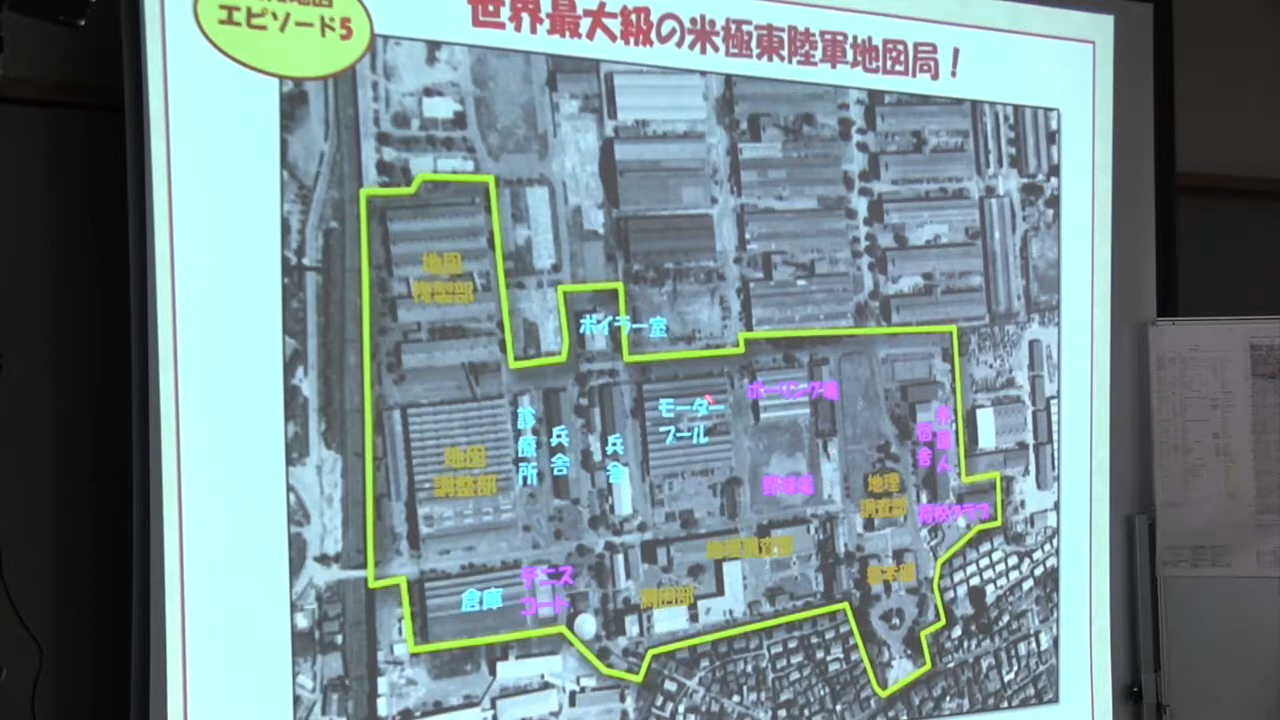 エピソード5
世界最大級の米極東陸軍地図局！
地図
複製部
ボイラー室
ボーリング場
モーター
プール
診療所
兵舎
兵舎
米国人
宿舎
地図
調整部
野球場
地理
調査部
将校クラブ
テニス
コート
倉庫
測図部